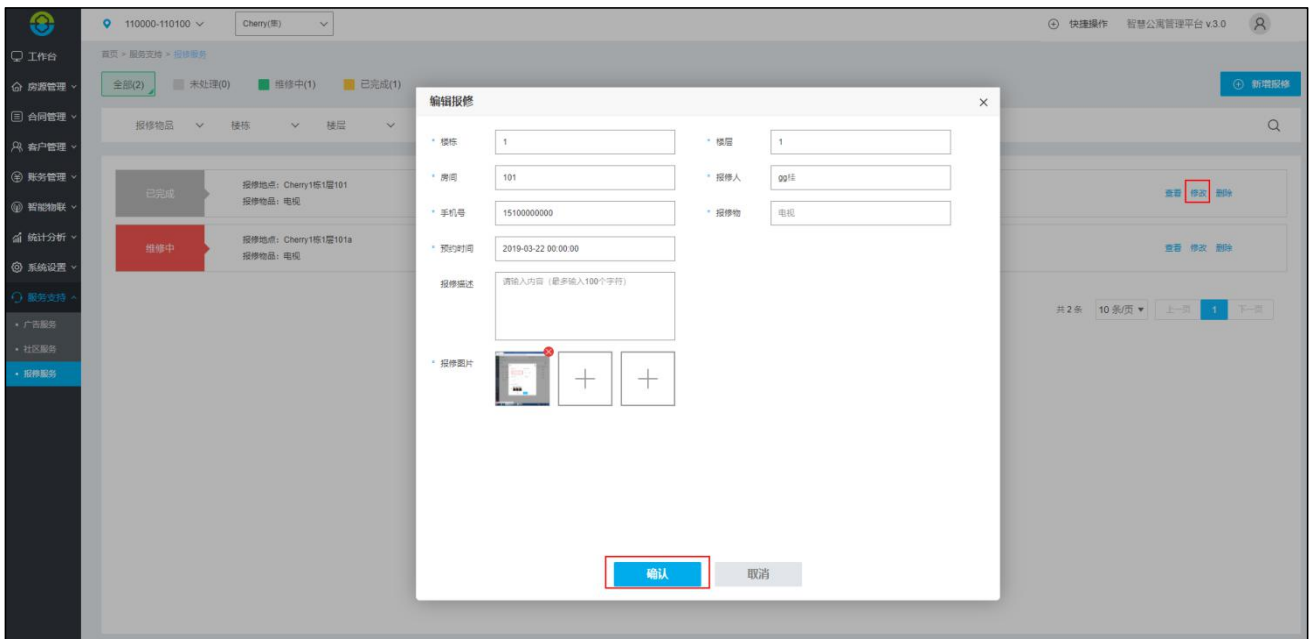 110000-110100
Cherry(集)
快捷操作
智慧公寓管理平台 v.3.0
工作台
房源管理
合同管理
客户管理
账务管理
智能物联
统计分析
系统设置
服务支持
• 广告服务
• 社区服务
• 报修服务
首页 > 服务支持 > 报修服务
全部(2)
未处理(0)
维修中(1)
已完成(1)
新增报修
报修物品
楼栋
楼层
已完成
报修地点：Cherry1栋1层101
报修物品：电视
查看 修改 删除
维修中
报修地点：Cherry1栋1层101a
报修物品：电视
查看 修改 删除
共 2 条 10 条/页 上一页 1 下一页
编辑报修
* 楼栋 1
* 楼层 1
* 房间 101
* 报修人 gg桂
* 手机号 15100000000
* 报修物 电视
* 预约时间 2019-03-22 00:00:00
报修描述 请输入内容（最多输入100个字符）
* 报修图片
确认
取消